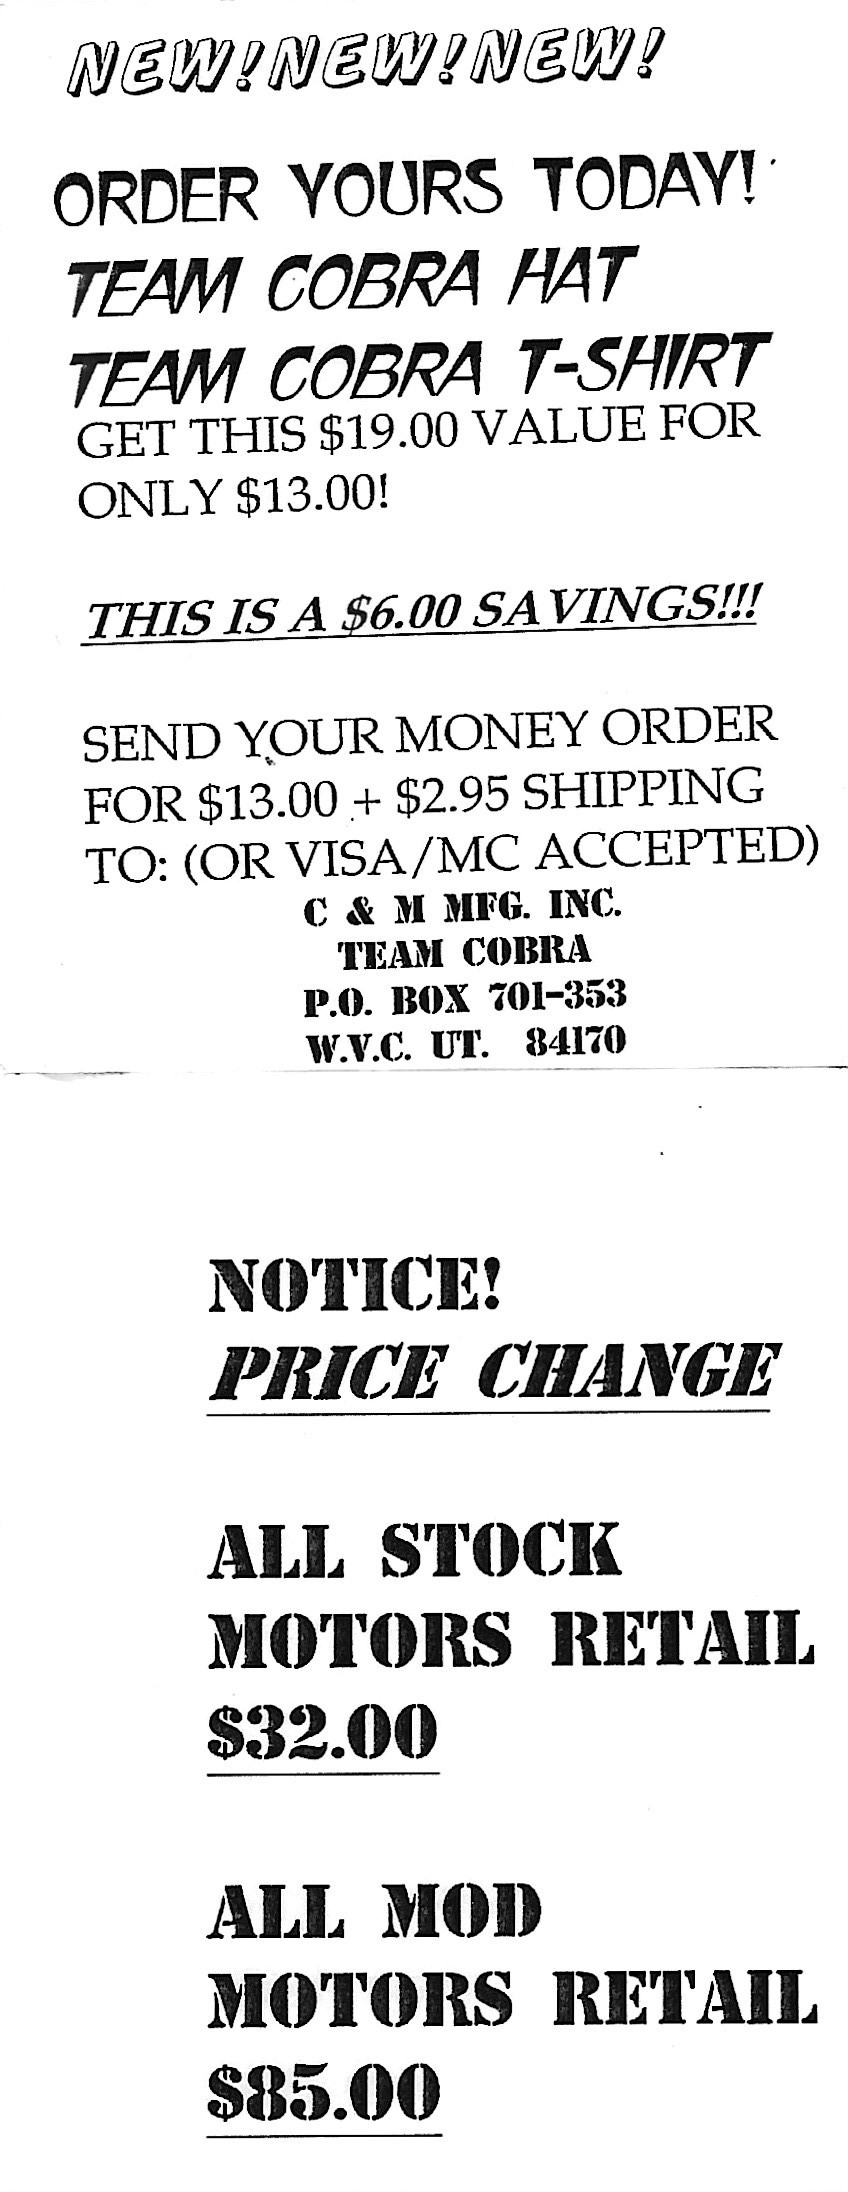 NEW!NEW!NEW!
ORDER YOURS TODAY!
TEAM COBRA HAT
TEAM COBRA T-SHIRT
GET THIS $19.00 VALUE FOR
ONLY $13.00!
THIS IS A $6.00 SAVINGS!!!
SEND YOUR MONEY ORDER
FOR $13.00 + $2.95 SHIPPING
TO: (OR VISA/MC ACCEPTED)
C & M MFG. INC.
TEAM COBRA
P.O. BOX 701-353
W.V.C. UT. 84170
NOTICE!
PRICE CHANGE
ALL STOCK
MOTORS RETAIL
$32.00
ALL MOD
MOTORS RETAIL
$85.00